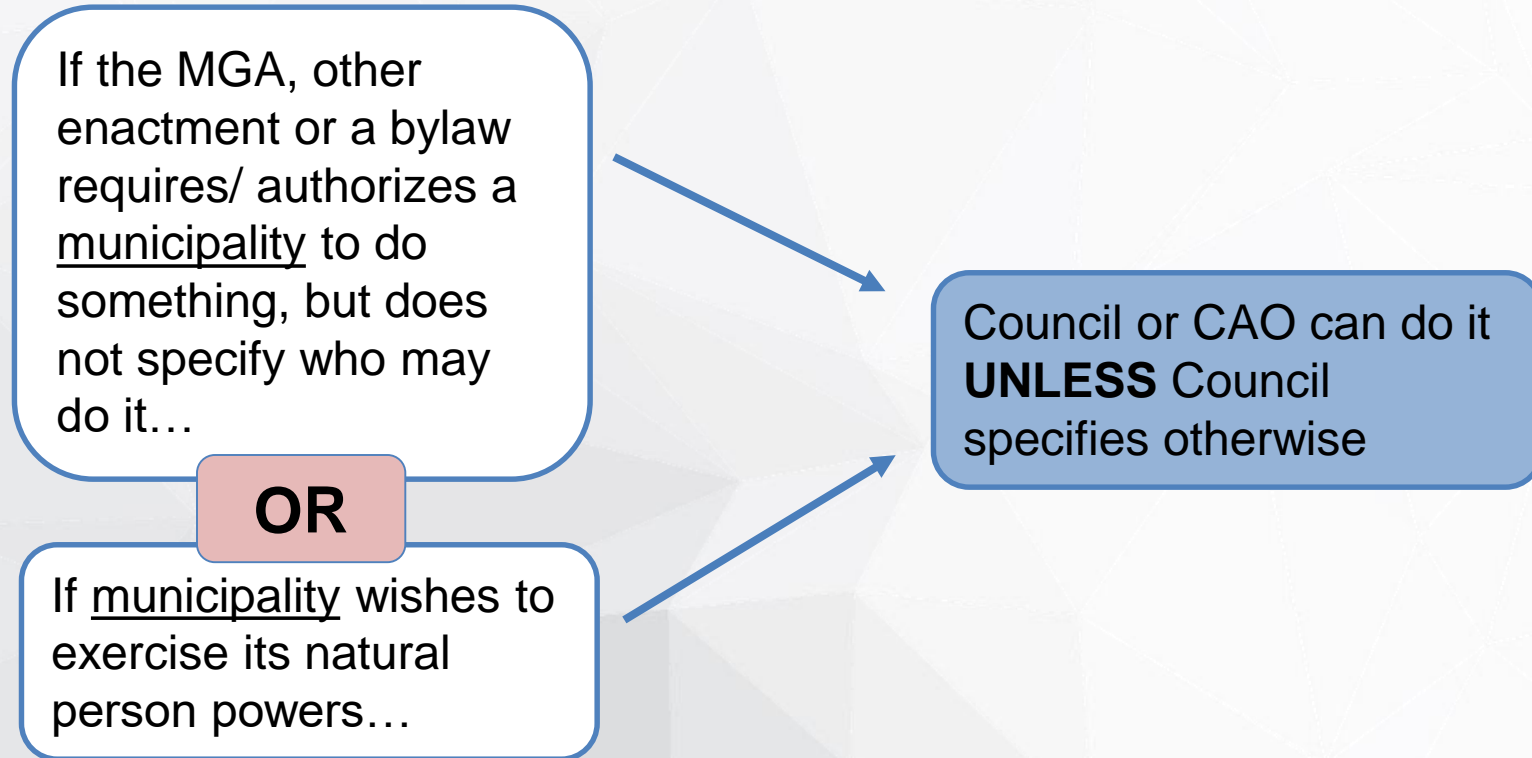 If the MGA, other
enactment or a bylaw
requires/ authorizes a
municipality to do
something, but does
not specify who may
do it…
OR
If municipality wishes to
exercise its natural
person powers…
Council or CAO can do it
UNLESS Council
specifies otherwise